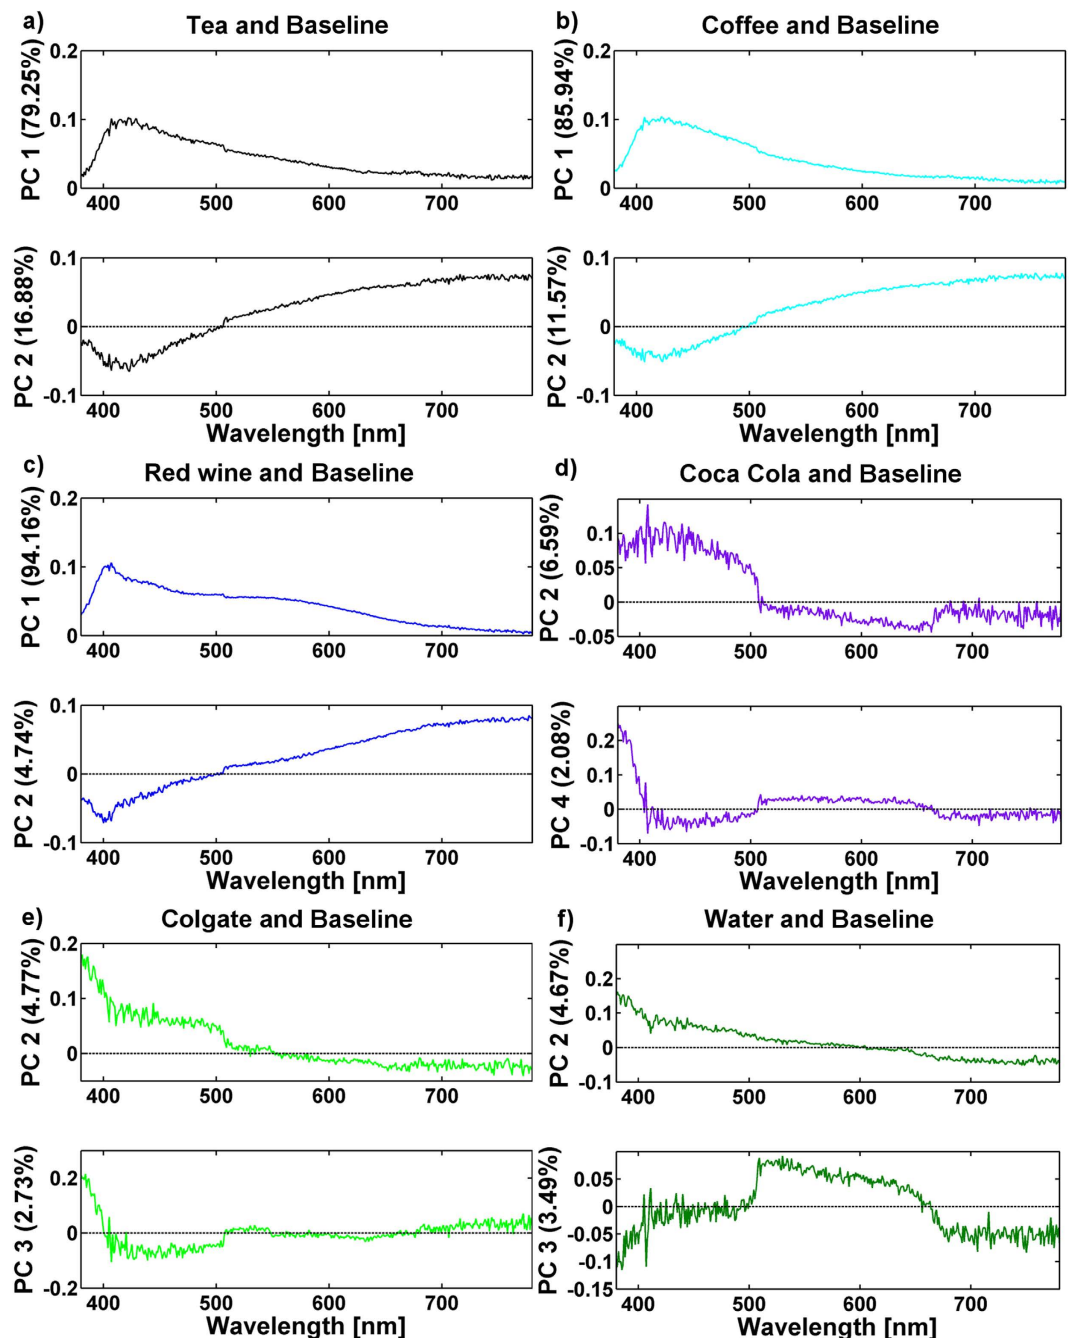 a) Tea and Baseline
PC 1 (79.25%)
0.2
0.1
0
400 500 600 700
PC 2 (16.88%)
0.1
0
-0.1
400 500 600 700
Wavelength [nm]
b) Coffee and Baseline
PC 1 (85.94%)
0.2
0.1
0
400 500 600 700
PC 2 (11.57%)
0.1
0
-0.1
400 500 600 700
Wavelength [nm]
c) Red wine and Baseline
PC 1 (94.16%)
0.2
0.1
0
400 500 600 700
PC 2 (4.74%)
0.1
0
-0.1
400 500 600 700
Wavelength [nm]
d) Coca Cola and Baseline
PC 2 (6.59%)
0.1
0.05
0
-0.05
400 500 600 700
PC 4 (2.08%)
0.2
0.1
0
-0.1
400 500 600 700
Wavelength [nm]
e) Colgate and Baseline
PC 2 (4.77%)
0.2
0.1
0
400 500 600 700
PC 3 (2.73%)
0.2
0
-0.2
400 500 600 700
Wavelength [nm]
f) Water and Baseline
PC 2 (4.67%)
0.2
0.1
0
-0.1
400 500 600 700
PC 3 (3.49%)
0.05
0
-0.05
-0.1
-0.15
400 500 600 700
Wavelength [nm]